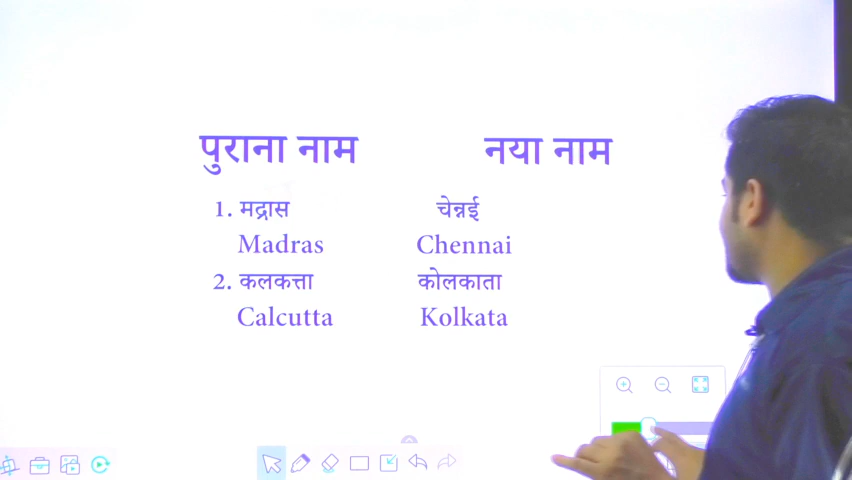 पुराना नाम नया नाम
1. मद्रास चेन्नई
Madras Chennai
2. कलकत्ता कोलकाता
Calcutta Kolkata